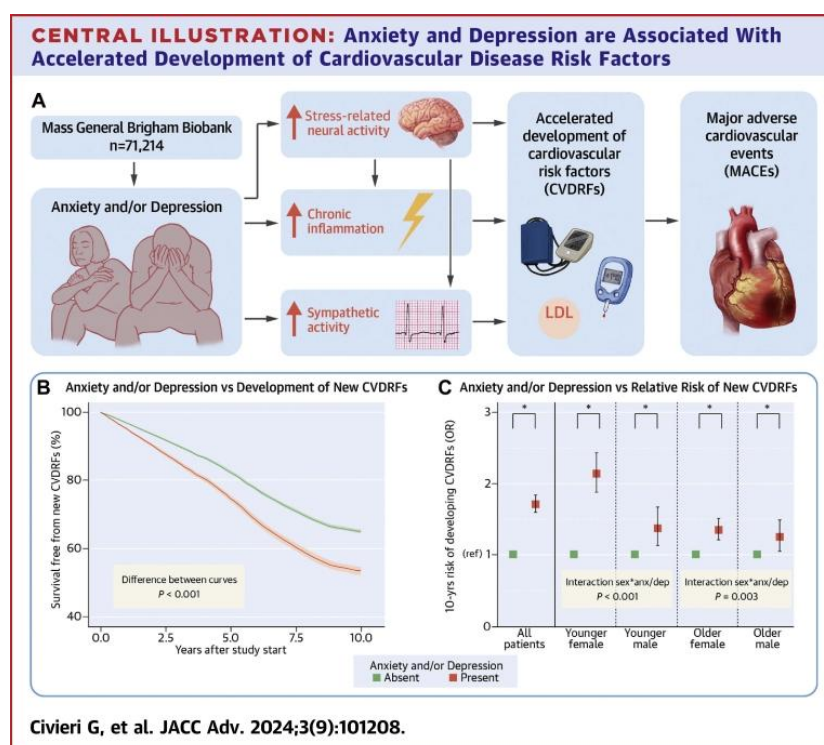 CENTRAL ILLUSTRATION: Anxiety and Depression are Associated With
Accelerated Development of Cardiovascular Disease Risk Factors
A
Mass General Brigham Biobank
n=71,214
Anxiety and/or Depression
Stress-related
neural activity
Chronic
inflammation
Sympathetic
activity
Accelerated
development of
cardiovascular
risk factors
(CVDRFs)
LDL
Major adverse
cardiovascular
events
(MACEs)
B Anxiety and/or Depression vs Development of New CVDRFs
Survival free from new CVDRFs (%)
100
80
60
40
Difference between curves
P < 0.001
0.0 2.5 5.0 7.5 10.0
Years after study start
C Anxiety and/or Depression vs Relative Risk of New CVDRFs
10-yrs risk of developing CVDRFs (OR)
3
2
(ref) 1
0
* * * * *
Interaction sex*anx/dep
P < 0.001
Interaction sex*anx/dep
P = 0.003
All
patients
Younger
female
Younger
male
Older
female
Older
male
Anxiety and/or Depression
Absent Present
Civieri G, et al. JACC Adv. 2024;3(9):101208.